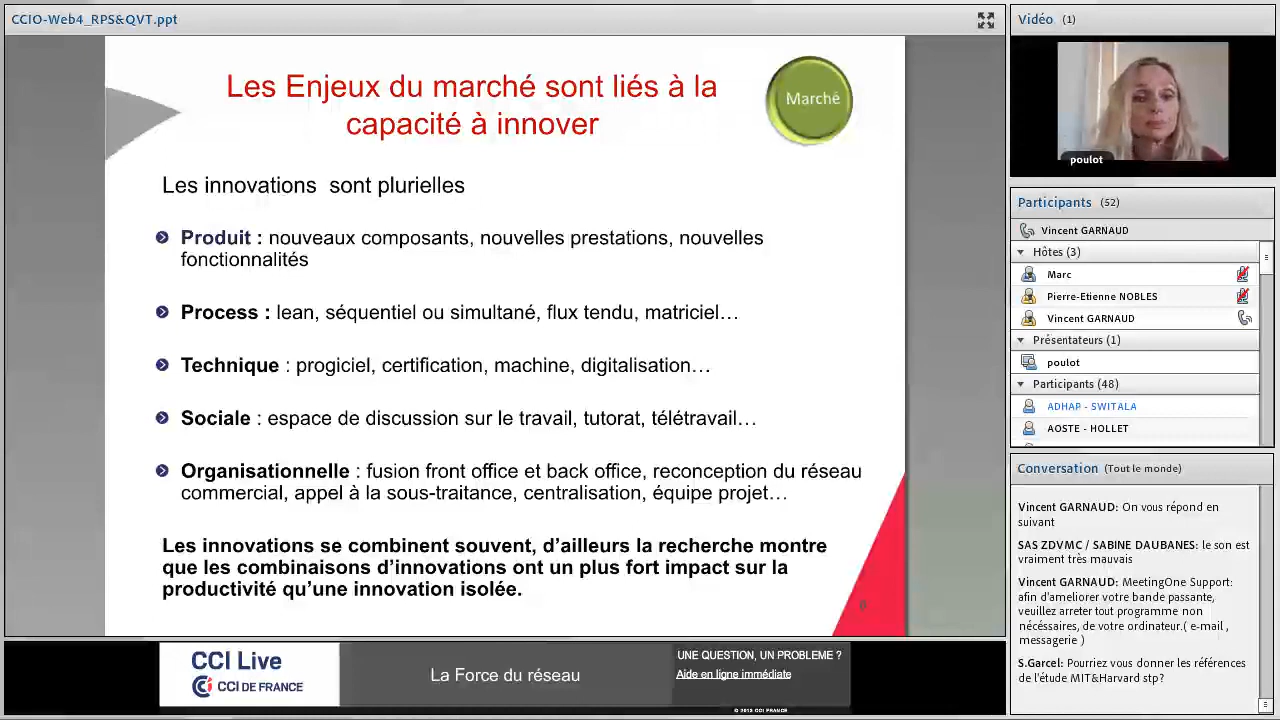 CCIO-Web4_RPS&QVT.ppt
Les Enjeux du marché sont liés à la
capacité à innover
Marché
Les innovations sont plurielles
Produit : nouveaux composants, nouvelles prestations, nouvelles
fonctionnalités
Process : lean, séquentiel ou simultané, flux tendu, matriciel…
Technique : progiciel, certification, machine, digitalisation…
Sociale : espace de discussion sur le travail, tutorat, télétravail…
Organisationnelle : fusion front office et back office, reconception du réseau
commercial, appel à la sous-traitance, centralisation, équipe projet…
Les innovations se combinent souvent, d’ailleurs la recherche montre
que les combinaisons d’innovations ont un plus fort impact sur la
productivité qu’une innovation isolée.
CCI Live
CCI DE FRANCE
La Force du réseau
UNE QUESTION, UN PROBLEME ?
Aide en ligne immédiate
© 2013 CCI FRANCE
Vidéo (1)
poulot
Participants (52)
Vincent GARNAUD
Hôtes (3)
Marc
Pierre-Etienne NOBLES
Vincent GARNAUD
Présentateurs (1)
poulot
Participants (48)
ADHAP - SWITALA
AOSTE - HOLLET
Conversation (Tout le monde)
Vincent GARNAUD: On vous répond en
suivant
SAS ZDVMC / SABINE DAUBANES: le son est
vraiment très mauvais
Vincent GARNAUD: MeetingOne Support:
afin d'ameliorer votre bande passante,
veuillez arreter tout programme non
nécéssaires, de votre ordinateur.( e-mail ,
messagerie )
S.Garcel: Pourriez vous donner les références
de l'étude MIT&Harvard stp?